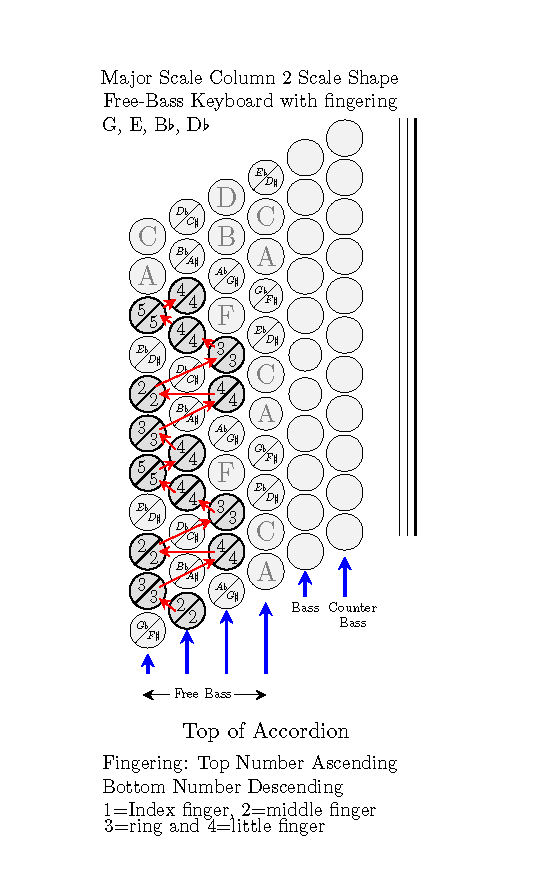 Major Scale Column 2 Scale Shape
Free-Bass Keyboard with fingering
G, E, B♭, D♭
E♭ D♯
D
D♭ C♯ C
C B
B♭ A♯ A
A A♭ G♯
4 4 G♭ F♯
5 5 F
4 4 E♭ D♯
E♭ D♯ 3 3
D♭ C♯ C
2 2 4 4
B♭ A♯ A
3 3 A♭ G♯
4 4 G♭ F♯
5 5 F
4 4 E♭ D♯
E♭ D♯ 3 3
D♭ C♯ C
2 2 4 4
B♭ A♯ A
3 3 A♭ G♯
2 2
G♭ F♯
Bass
Counter
Bass
Free Bass
Top of Accordion
Fingering: Top Number Ascending
Bottom Number Descending
1=Index finger, 2=middle finger
3=ring and 4=little finger